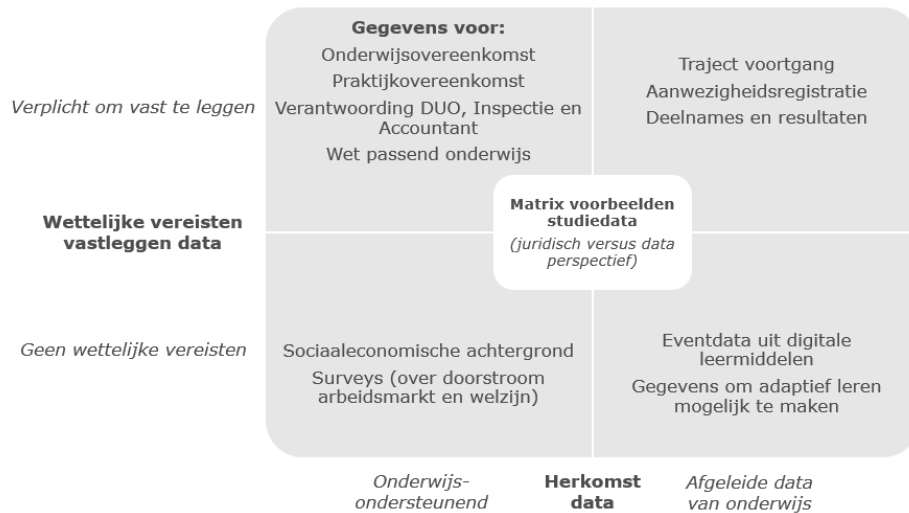 Gegevens voor:
Onderwijsovereenkomst
Praktijkovereenkomst
Verantwoording DUO, Inspectie en
Accountant
Wet passend onderwijs
Traject voortgang
Aanwezigheidsregistratie
Deelnames en resultaten
Verplicht om vast te leggen
Wettelijke vereisten
vastleggen data
Matrix voorbeelden
studiedata
(juridisch versus data
perspectief)
Geen wettelijke vereisten
Sociaaleconomische achtergrond
Surveys (over doorstroom
arbeidsmarkt en welzijn)
Eventdata uit digitale
leermiddelen
Gegevens om adaptief leren
mogelijk te maken
Onderwijs-
ondersteunend
Herkomst
data
Afgeleide data
van onderwijs